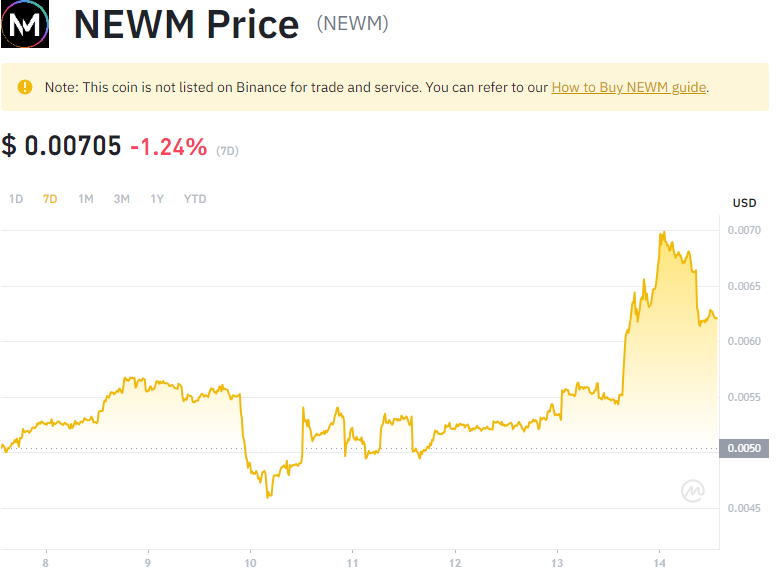 NEWM Price (NEWM)
Note: This coin is not listed on Binance for trade and service. You can refer to our How to Buy NEWM guide.
$ 0.00705 -1.24% (7D)
1D 7D 1M 3M 1Y YTD
USD
0.0070
0.0065
0.0060
0.0055
0.0050
0.0045
8 9 10 11 12 13 14